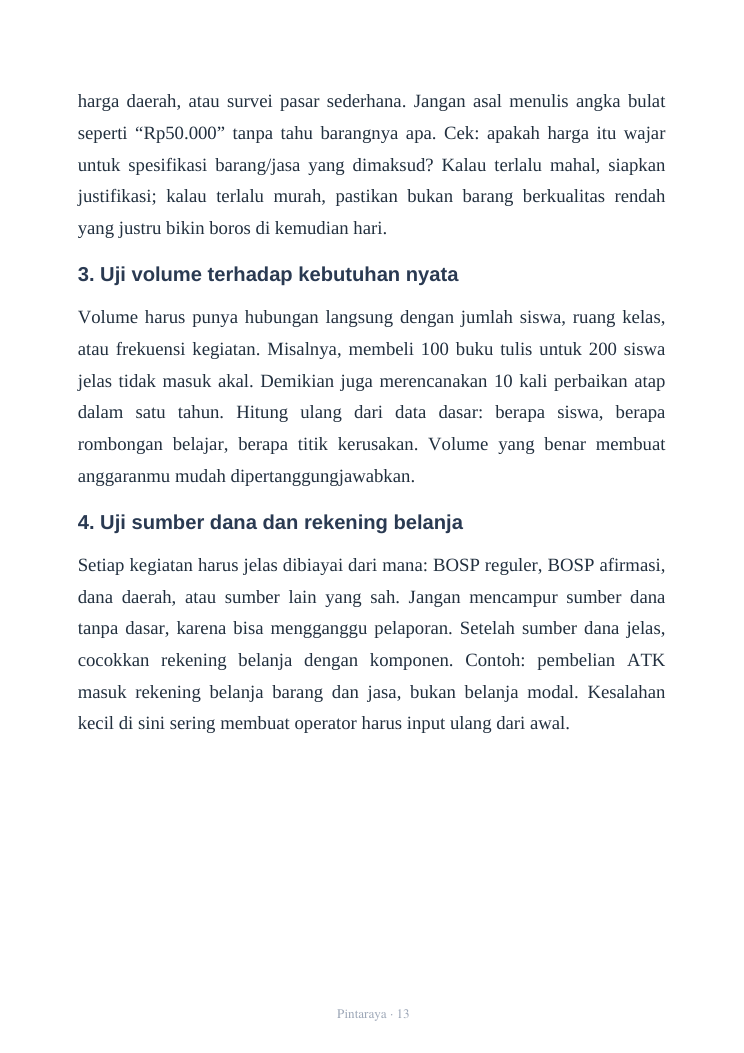 harga daerah, atau survei pasar sederhana. Jangan asal menulis angka bulat
seperti “Rp50.000” tanpa tahu barangnya apa. Cek: apakah harga itu wajar
untuk spesifikasi barang/jasa yang dimaksud? Kalau terlalu mahal, siapkan
justifikasi; kalau terlalu murah, pastikan bukan barang berkualitas rendah
yang justru bikin boros di kemudian hari.
3. Uji volume terhadap kebutuhan nyata
Volume harus punya hubungan langsung dengan jumlah siswa, ruang kelas,
atau frekuensi kegiatan. Misalnya, membeli 100 buku tulis untuk 200 siswa
jelas tidak masuk akal. Demikian juga merencanakan 10 kali perbaikan atap
dalam satu tahun. Hitung ulang dari data dasar: berapa siswa, berapa
rombongan belajar, berapa titik kerusakan. Volume yang benar membuat
anggaranmu mudah dipertanggungjawabkan.
4. Uji sumber dana dan rekening belanja
Setiap kegiatan harus jelas dibiayai dari mana: BOSP reguler, BOSP afirmasi,
dana daerah, atau sumber lain yang sah. Jangan mencampur sumber dana
tanpa dasar, karena bisa mengganggu pelaporan. Setelah sumber dana jelas,
cocokkan rekening belanja dengan komponen. Contoh: pembelian ATK
masuk rekening belanja barang dan jasa, bukan belanja modal. Kesalahan
kecil di sini sering membuat operator harus input ulang dari awal.
Pintaraya · 13